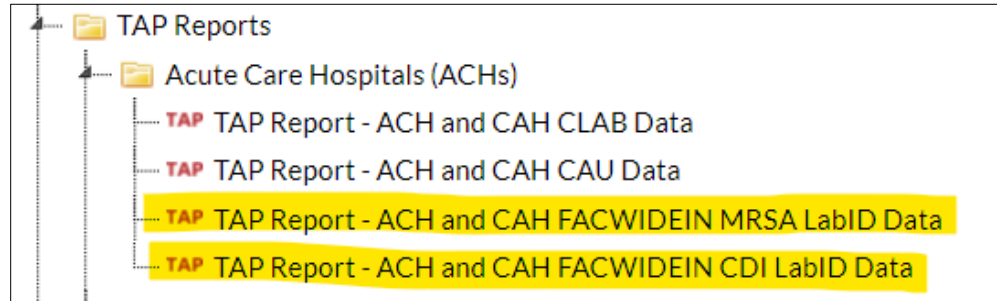 TAP Reports
Acute Care Hospitals (ACHs)
TAP TAP Report - ACH and CAH CLAB Data
TAP TAP Report - ACH and CAH CAU Data
TAP TAP Report - ACH and CAH FACWIDEIN MRSA LabID Data
TAP TAP Report - ACH and CAH FACWIDEIN CDI LabID Data